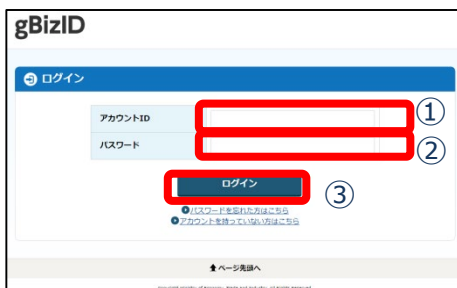 gBizID
ログイン
アカウントID
①
パスワード
②
ログイン
③
パスワードを忘れた方はこちら
アカウントを持っていない方はこちら
ページ先頭へ